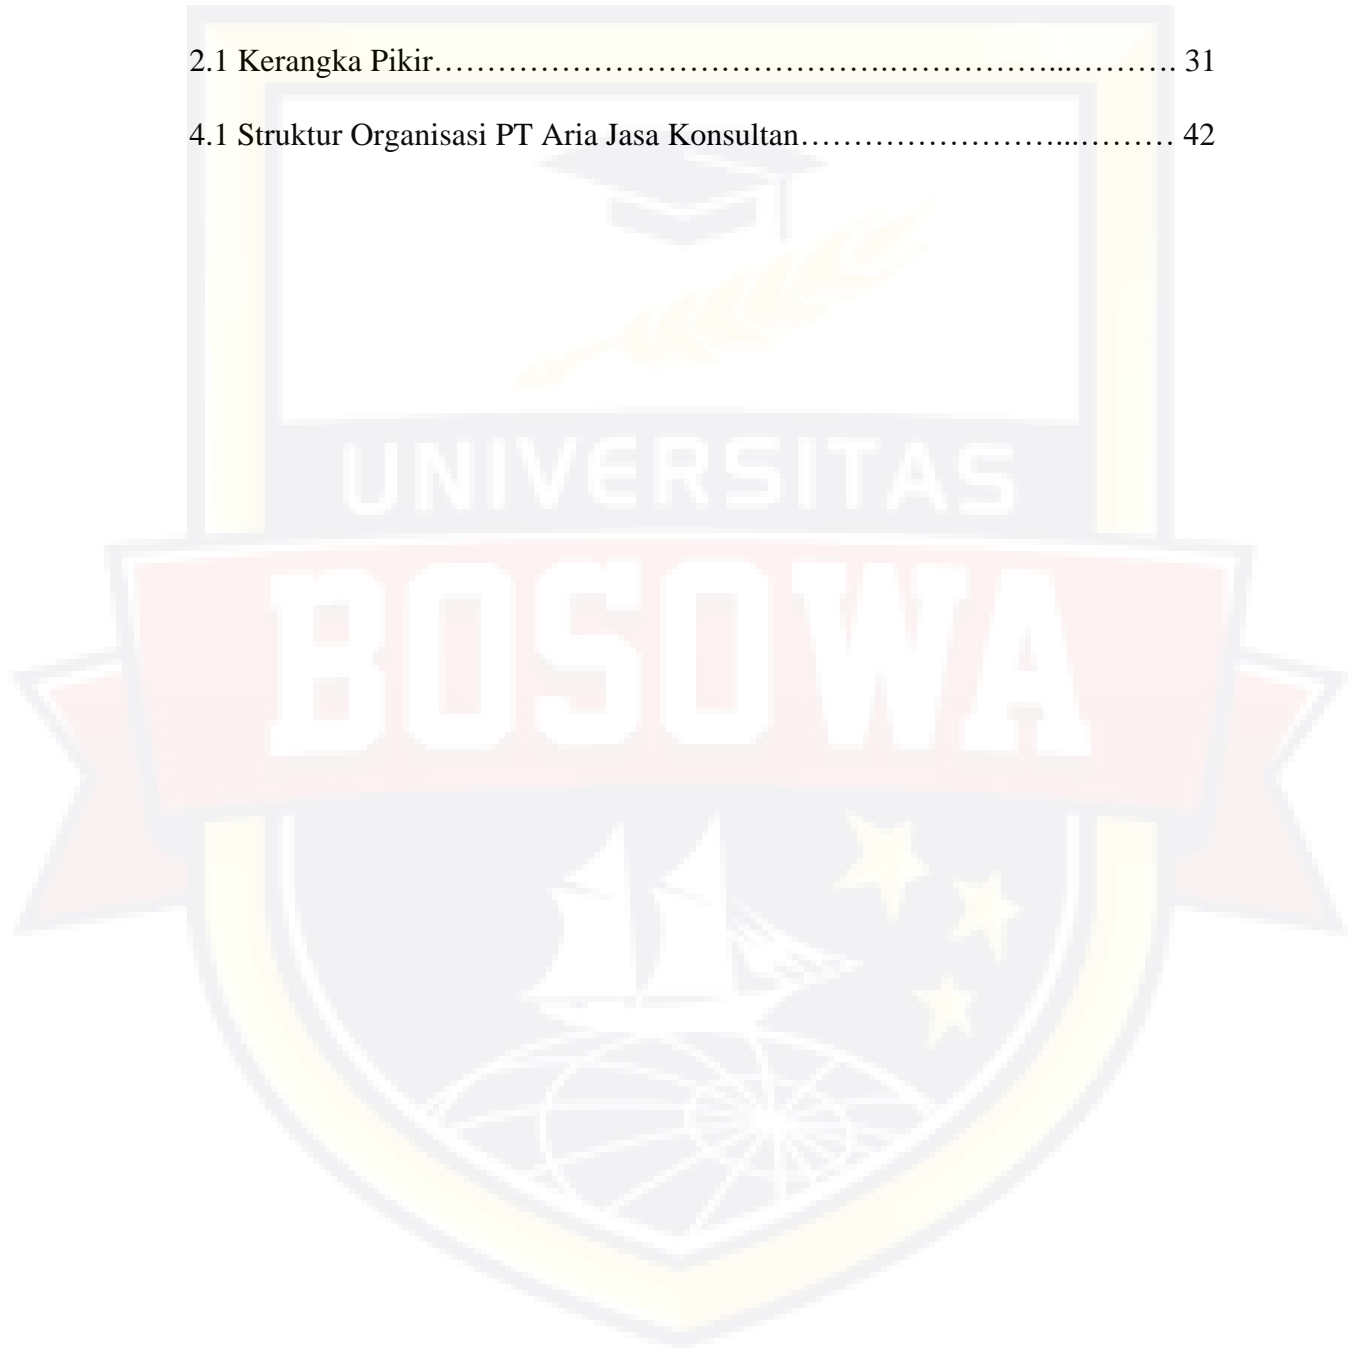 2.1 Kerangka Pikir…………………………………….……………...………. 31
4.1 Struktur Organisasi PT Aria Jasa Konsultan……………………...……… 42
UNIVERSITAS
BOSOWA